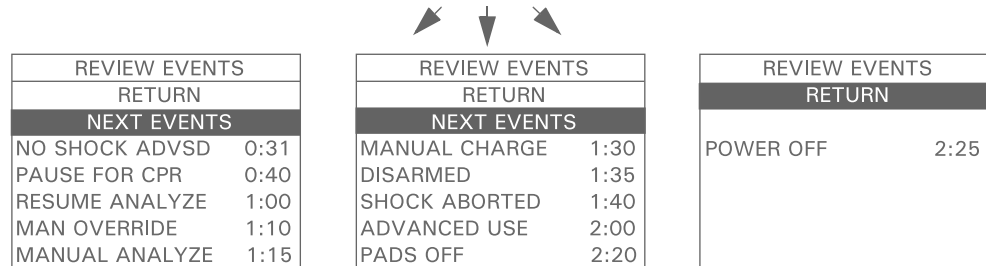 REVIEW EVENTS
RETURN
NEXT EVENTS
NO SHOCK ADVSD 0:31
PAUSE FOR CPR 0:40
RESUME ANALYZE 1:00
MAN OVERRIDE 1:10
MANUAL ANALYZE 1:15
REVIEW EVENTS
RETURN
NEXT EVENTS
MANUAL CHARGE 1:30
DISARMED 1:35
SHOCK ABORTED 1:40
ADVANCED USE 2:00
PADS OFF 2:20
REVIEW EVENTS
RETURN
POWER OFF 2:25